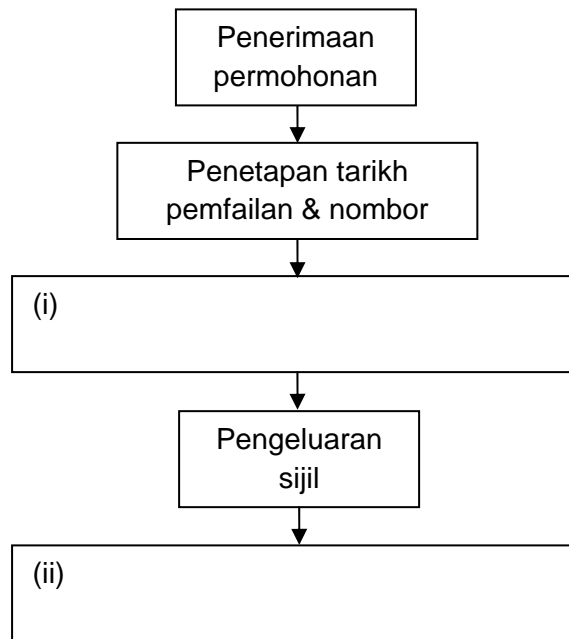 Penerimaan
permohonan
Penetapan tarikh
pemfailan & nombor
(i)
Pengeluaran
sijil
(ii)